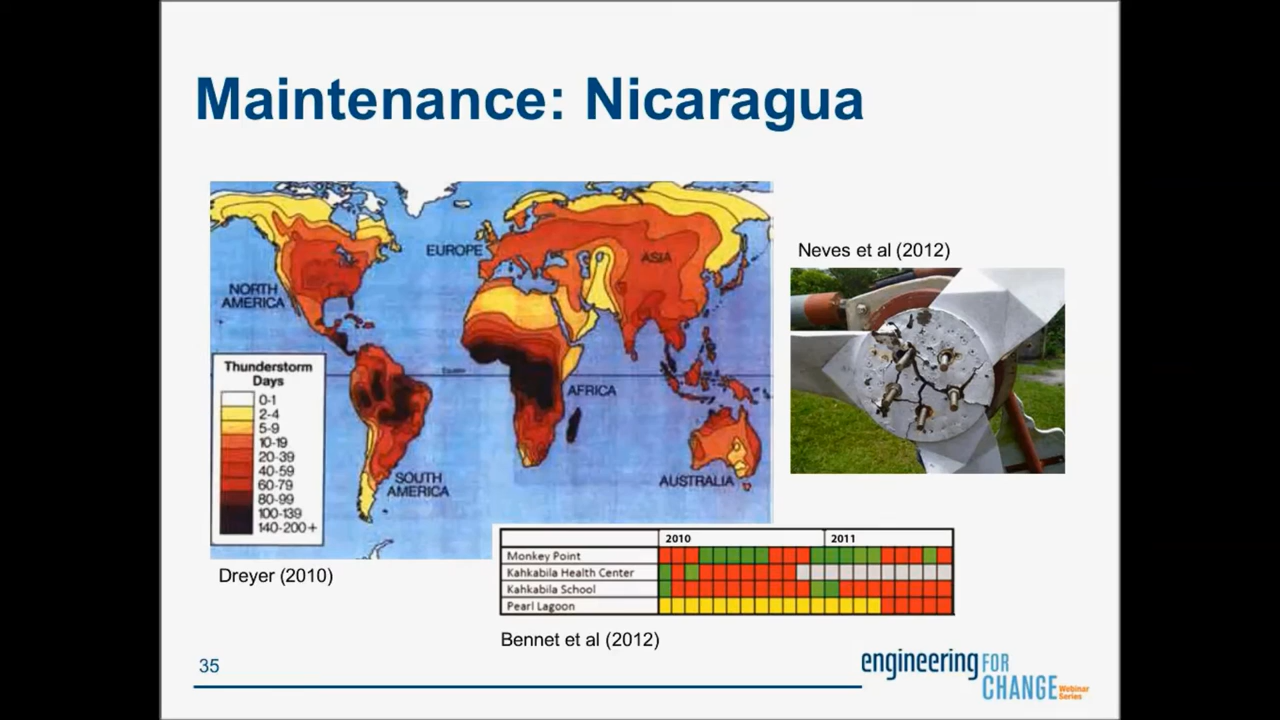 Maintenance: Nicaragua
EUROPE
ASIA
NORTH
AMERICA
AFRICA
SOUTH
AMERICA
AUSTRALIA
Equator
Thunderstorm
Days
0-1
2-4
5-9
10-19
20-39
40-59
60-79
80-99
100-139
140-200+
Dreyer (2010)
Neves et al (2012)
2010 2011
Monkey Point
Kahkabila Health Center
Kahkabila School
Pearl Lagoon
Bennet et al (2012)
35
engineering FOR
CHANGE Webinar
Series